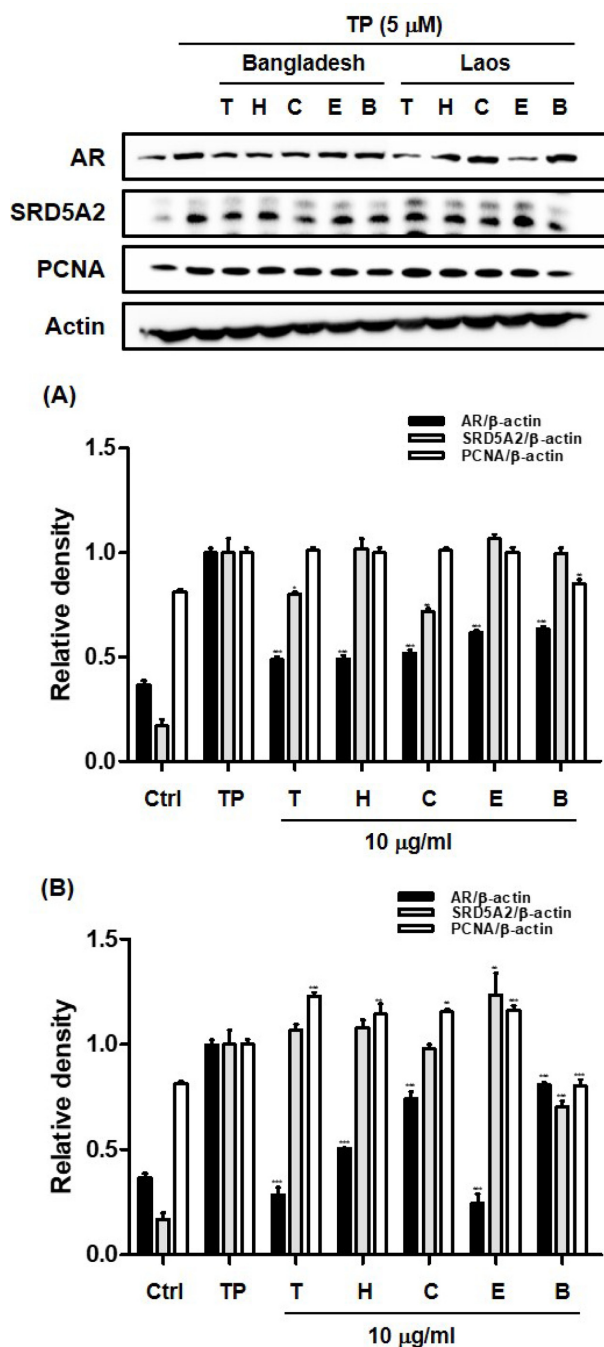 TP (5 μM)
Bangladesh Laos
T H C E B T H C E B
AR
SRD5A2
PCNA
Actin
(A)
AR/β-actin
SRD5A2/β-actin
PCNA/β-actin
Relative density
1.5
1.0
0.5
0.0
Ctrl TP T H C E B
10 μg/ml
(B)
AR/β-actin
SRD5A2/β-actin
PCNA/β-actin
Relative density
1.5
1.0
0.5
0.0
Ctrl TP T H C E B
10 μg/ml